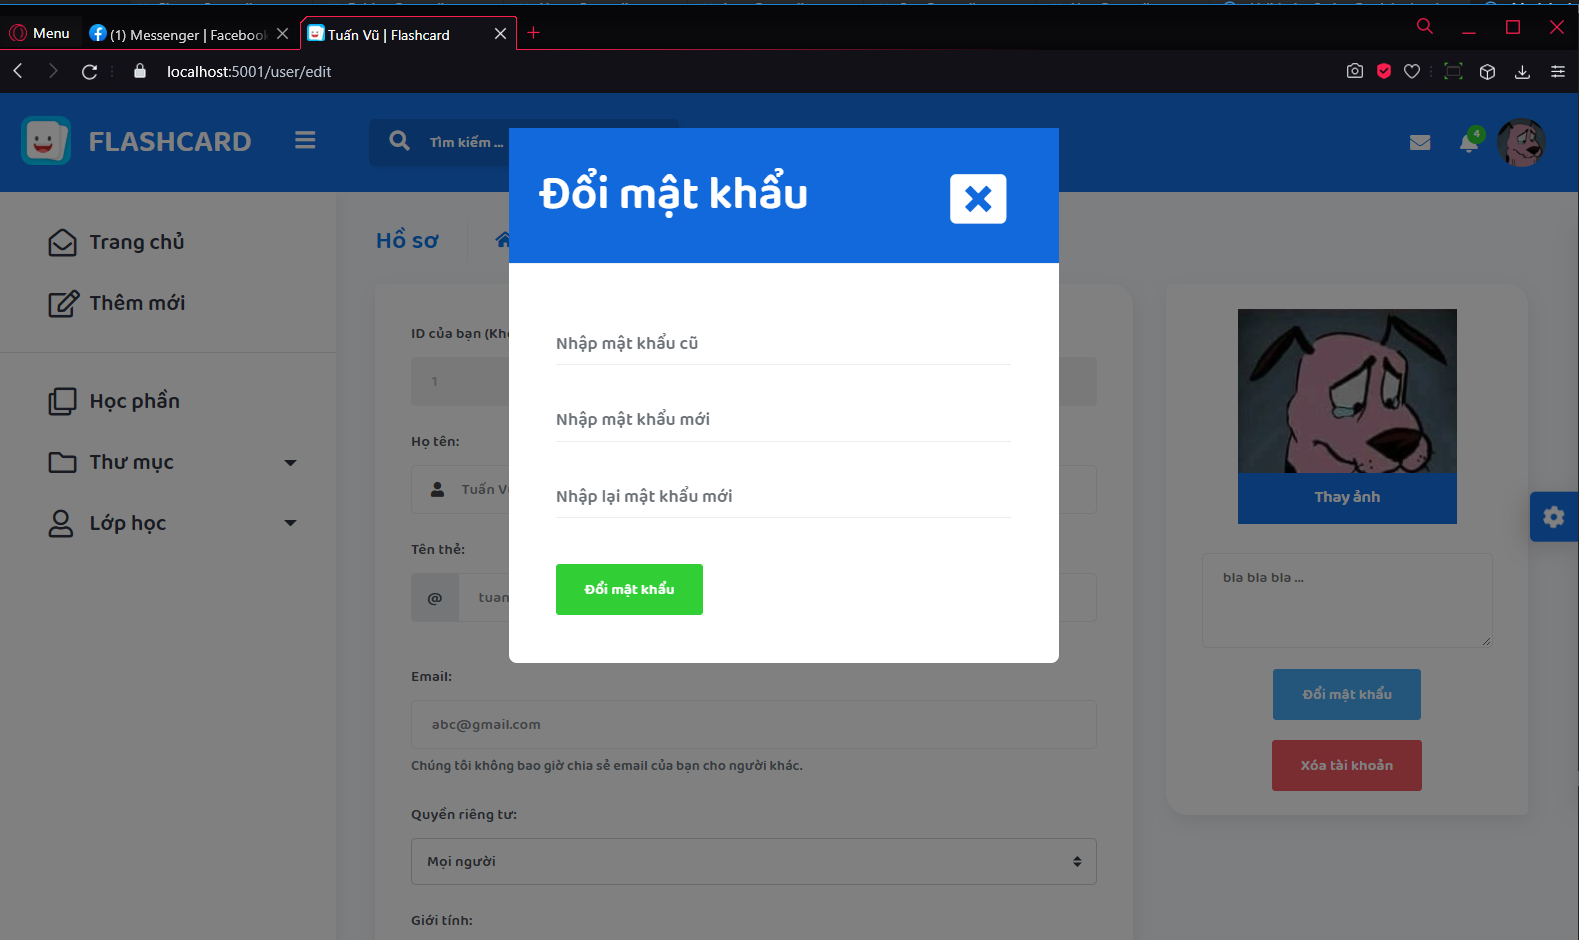 Menu
(1) Messenger | Facebook
Tuấn Vũ | Flashcard
localhost:5001/user/edit
FLASHCARD
Tìm kiếm ...
4
Trang chủ
Thêm mới
Học phần
Thư mục
Lớp học
Hồ sơ
Đổi mật khẩu
Nhập mật khẩu cũ
Nhập mật khẩu mới
Nhập lại mật khẩu mới
Đổi mật khẩu
ID của bạn
1
Họ tên:
Tuấn
Tên thẻ:
@
Email:
abc@gmail.com
Chúng tôi không bao giờ chia sẻ email của bạn cho người khác.
Quyền riêng tư:
Mọi người
Giới tính:
Thay ảnh
bla bla bla ...
Đổi mật khẩu
Xóa tài khoản